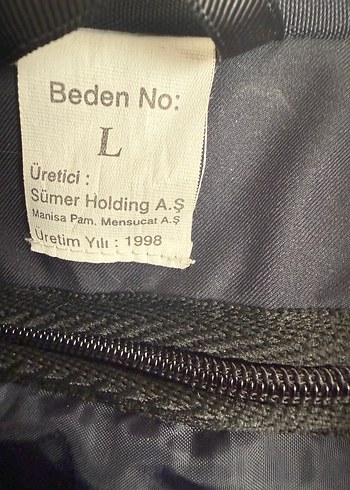 Beden No:
L
Üretici :
Sümer Holding A.Ş
Manisa Pam. Mensucat A.Ş
Üretim Yılı : 1998